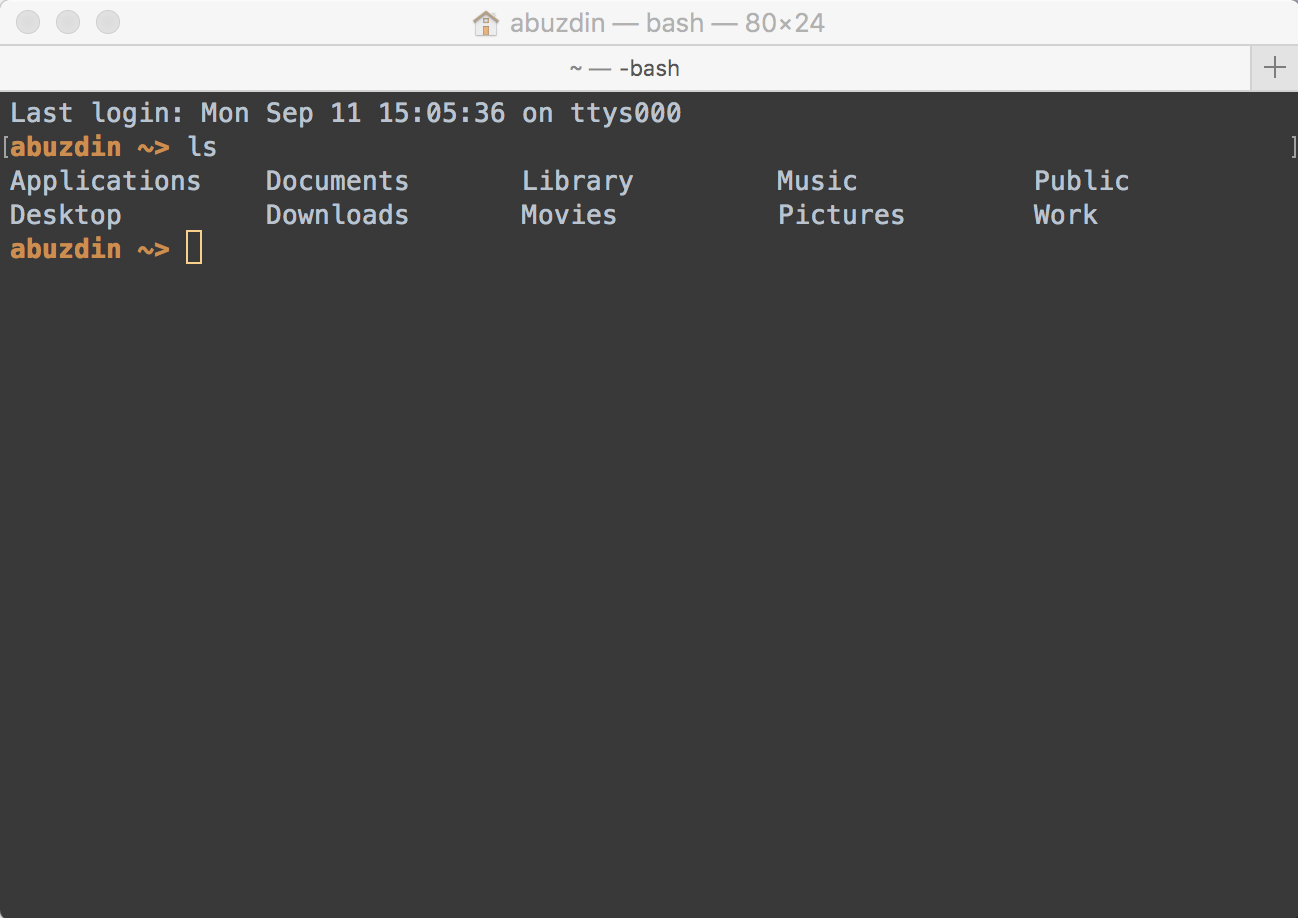 abuzdin — bash — 80×24
~ — -bash
Last login: Mon Sep 11 15:05:36 on ttys000
[abuzdin ~> ls ]
Applications Documents Library Music Public
Desktop Downloads Movies Pictures Work
abuzdin ~>